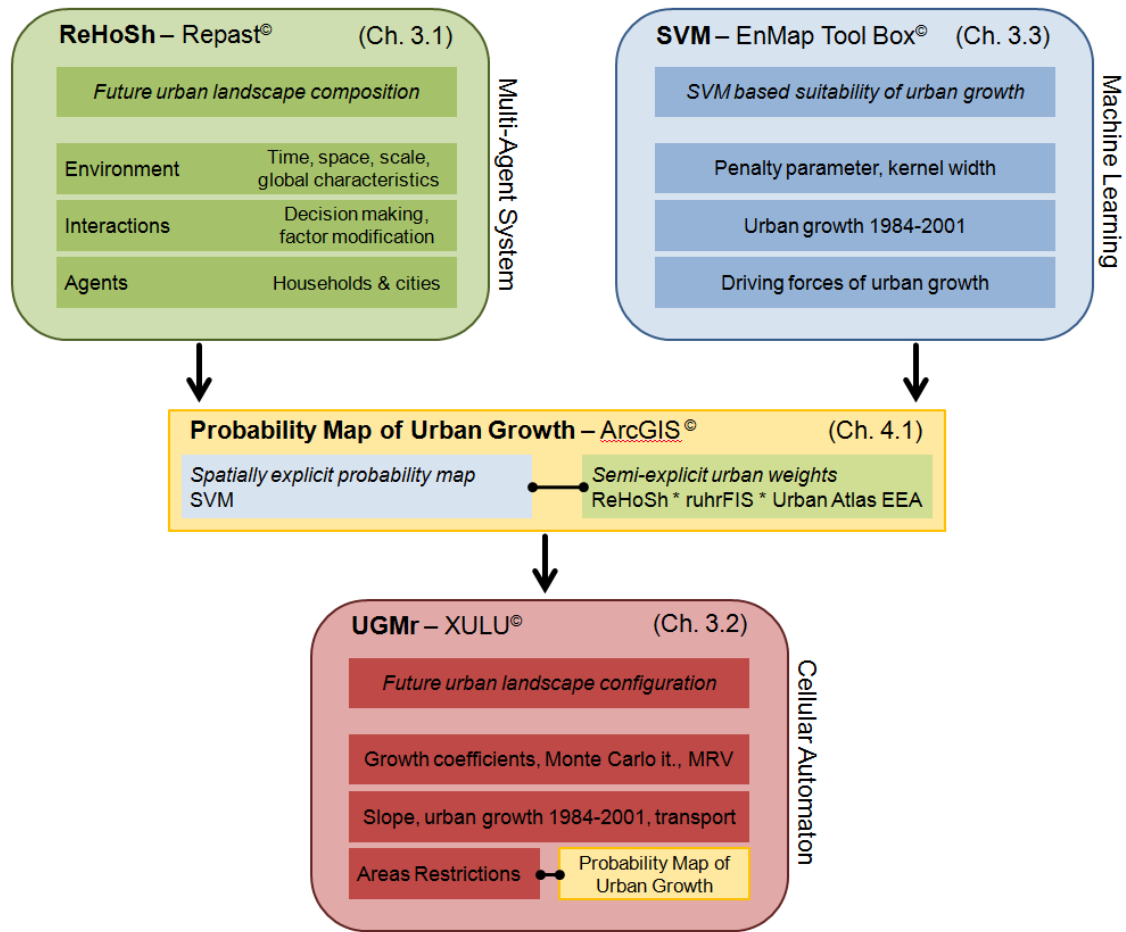 ReHoSh – Repast© (Ch. 3.1)
Future urban landscape composition
Environment
Time, space, scale,
global characteristics
Interactions
Decision making,
factor modification
Agents
Households & cities
Multi-Agent System
SVM – EnMap Tool Box© (Ch. 3.3)
SVM based suitability of urban growth
Penalty parameter, kernel width
Urban growth 1984-2001
Driving forces of urban growth
Machine Learning
Probability Map of Urban Growth – ArcGIS© (Ch. 4.1)
Spatially explicit probability map
SVM
Semi-explicit urban weights
ReHoSh * ruhrFIS * Urban Atlas EEA
UGMr – XULU© (Ch. 3.2)
Future urban landscape configuration
Growth coefficients, Monte Carlo it., MRV
Slope, urban growth 1984-2001, transport
Areas Restrictions
Probability Map of
Urban Growth
Cellular Automaton